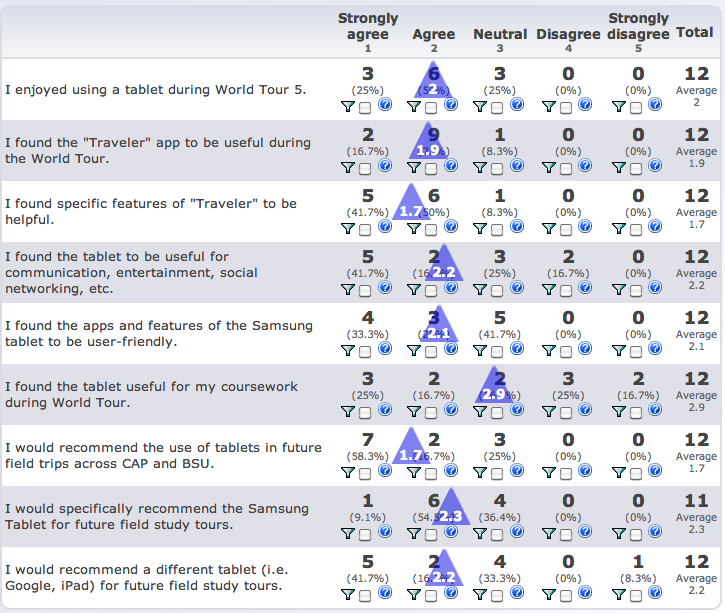 Strongly agree Agree Neutral Disagree Strongly disagree Total
1 2 3 4 5
I enjoyed using a tablet during World Tour 5.
3 6 3 0 0 12
(25%) (25%) (0%) (0%) Average
2 2
I found the "Traveler" app to be useful during
the World Tour.
2 9 1 0 0 12
(16.7%) 1.9 (8.3%) (0%) (0%) Average
1.9
I found specific features of "Traveler" to be
helpful.
5 6 1 0 0 12
(41.7%) 1.7 50%) (8.3%) (0%) (0%) Average
1.7
I found the tablet to be useful for
communication, entertainment, social
networking, etc.
5 2 3 2 0 12
(41.7%) 2.2 (25%) (16.7%) (0%) Average
2.2
I found the apps and features of the Samsung
tablet to be user-friendly.
4 3 5 0 0 12
(33.3%) 2.1 (41.7%) (0%) (0%) Average
2.1
I found the tablet useful for my coursework
during World Tour.
3 2 2 3 2 12
(25%) (16.7%) 2.9 (25%) (16.7%) Average
2.9
I would recommend the use of tablets in future
field trips across CAP and BSU.
7 2 3 0 0 12
(58.3%) 1.7 (25%) (0%) (0%) Average
1.7
I would specifically recommend the Samsung
Tablet for future field study tours.
1 6 4 0 0 11
(9.1%) 2.3 (36.4%) (0%) (0%) Average
2.3
I would recommend a different tablet (i.e.
Google, iPad) for future field study tours.
5 2 4 0 1 12
(41.7%) 2.2 (33.3%) (0%) (8.3%) Average
2.2